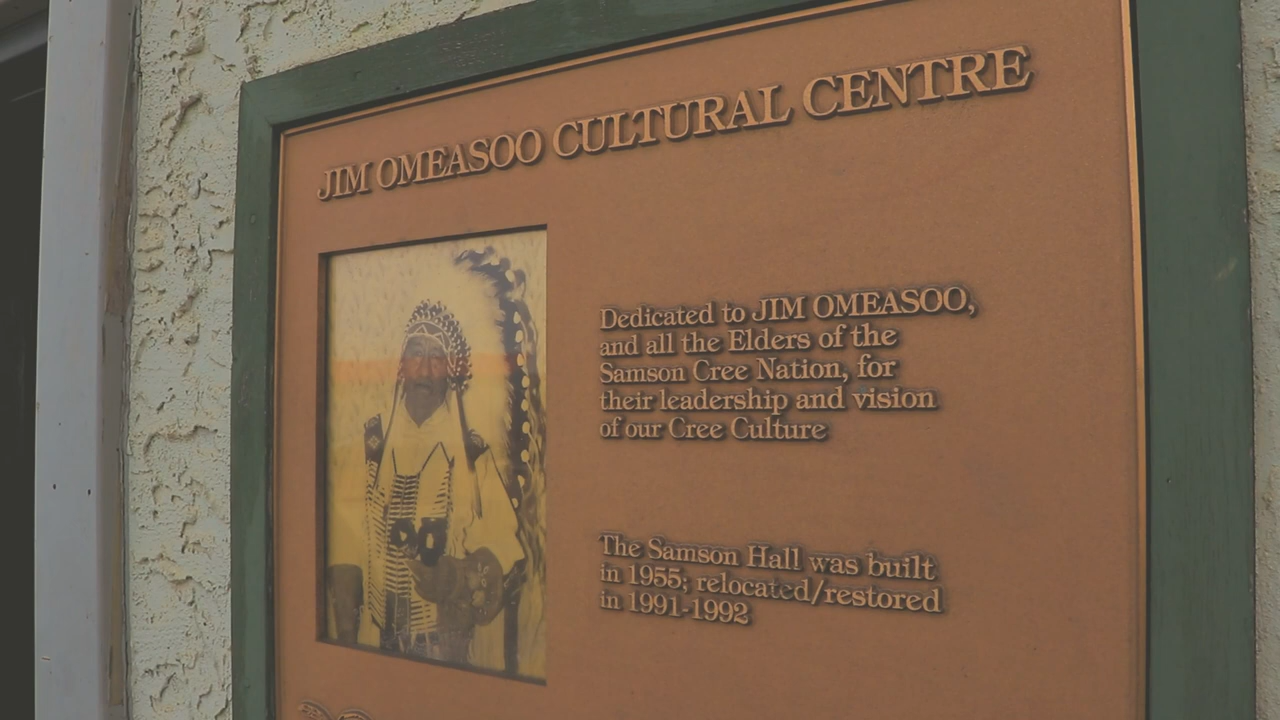 JIM OMEASOO CULTURAL CENTRE
Dedicated to JIM OMEASOO,
and all the Elders of the
Samson Cree Nation, for
their leadership and vision
of our Cree Culture
The Samson Hall was built
in 1955; relocated/restored
in 1991-1992